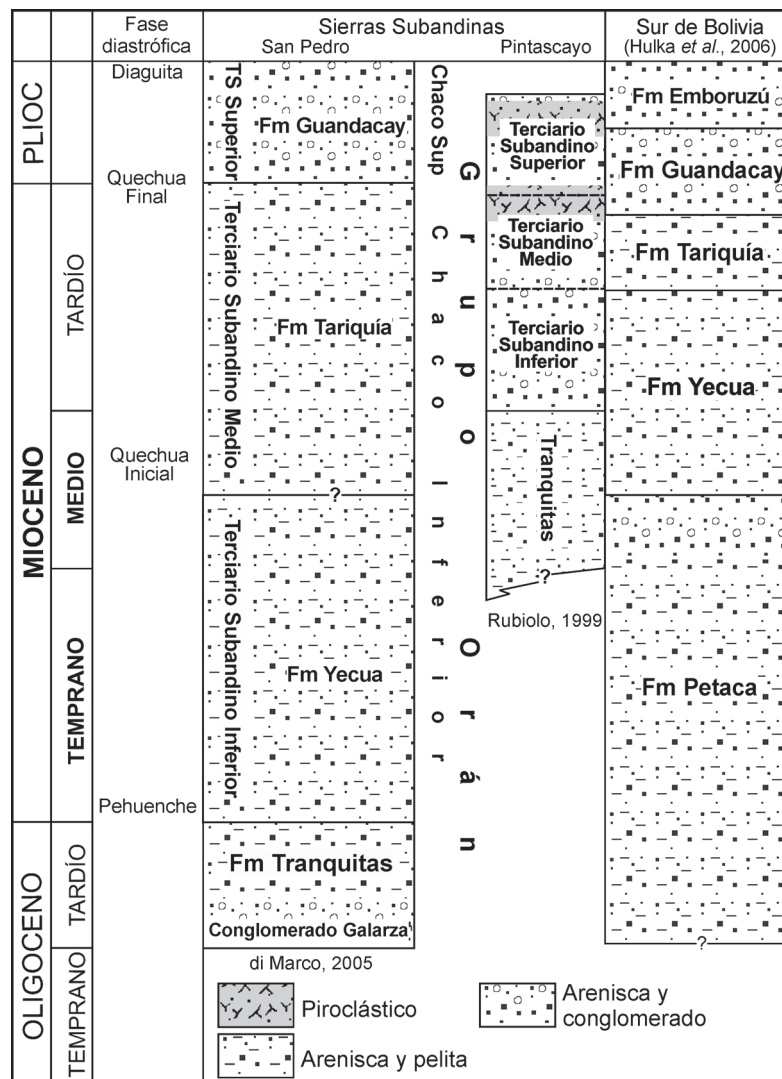 Fase
diastrófica
Sierras Subandinas
San Pedro
Pintascayo
Sur de Bolivia
(Hulka et al., 2006)
PLIOC
MIOCENO
TARDÍO
MEDIO
TEMPRANO
OLIGOCENO
TARDÍO
TEMPRANO
Diaguita
Quechua
Final
Quechua
Inicial
Pehuenche
TS Superior
Fm Guandacay
Terciario Subandino Medio
Fm Tariquía
?
Terciario Subandino Inferior
Fm Yecua
Fm Tranquitas
Conglomerado Galarza
di Marco, 2005
Chaco Sup
Chaco Inferior
Grupo Orán
Terciario
Subandino
Superior
Terciario
Subandino
Medio
Terciario
Subandino
Inferior
Tranquitas
?
Rubiolo, 1999
Fm Emboruzú
Fm Guandacay
Fm Tariquía
Fm Yecua
Fm Petaca
?
Piroclástico
Arenisca y pelita
Arenisca y
conglomerado